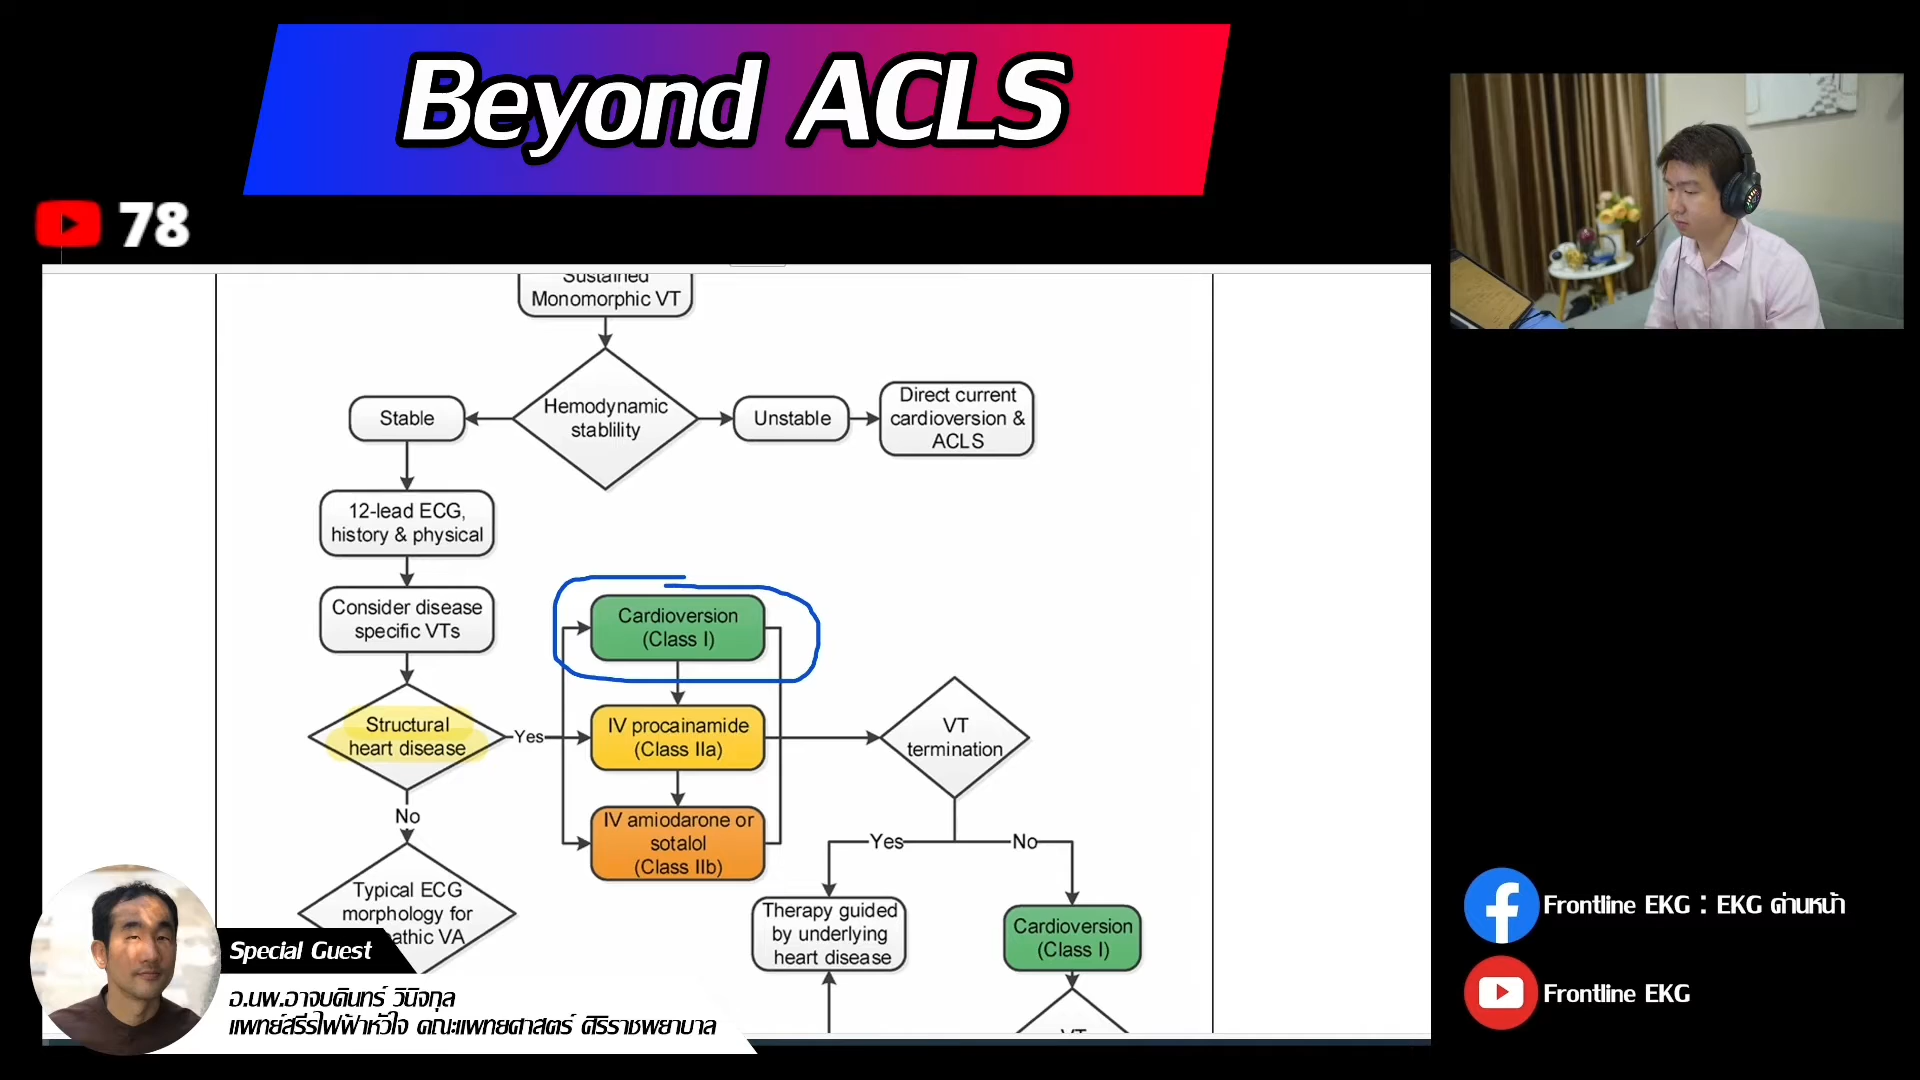 Beyond ACLS
78
Sustained
Monomorphic VT
Hemodynamic
stablility
Stable
Unstable
Direct current
cardioversion &
ACLS
12-lead ECG,
history & physical
Consider disease
specific VTs
Structural
heart disease
Yes
No
Cardioversion
(Class I)
IV procainamide
(Class IIa)
IV amiodarone or
sotalol
(Class IIb)
VT
termination
Yes
No
Therapy guided
by underlying
heart disease
Cardioversion
(Class I)
VT
Typical ECG
morphology for
VA
Special Guest
อ.นพ.อาจบดินทร์ วินิจกุล
แพทย์สรีรไฟฟ้าหัวใจ คณะแพทยศาสตร์ ศิริราชพยาบาล
Frontline EKG : EKG ด่านหน้า
Frontline EKG